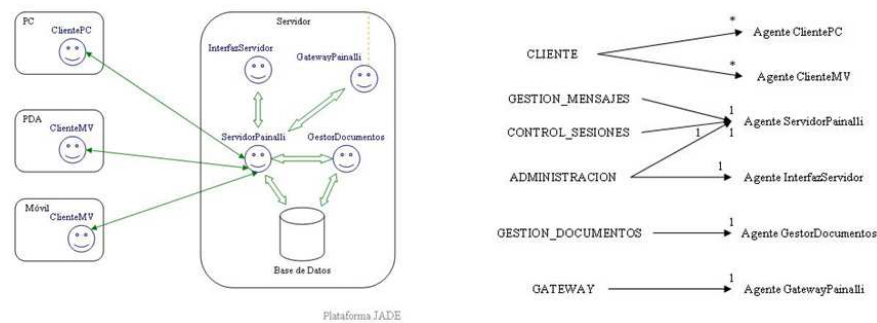 PC
ClientePC
PDA
ClienteMV
Móvil
ClienteMV
Servidor
InterfazServidor
GatewayPainalli
ServidorPainalli
GestorDocumentos
Base de Datos
Plataforma JADE
CLIENTE
*
Agente ClientePC
*
Agente ClienteMV
GESTION_MENSAJES
CONTROL_SESIONES
1
Agente ServidorPainalli
1
1
ADMINISTRACION
1
Agente InterfazServidor
GESTION_DOCUMENTOS
1
Agente GestorDocumentos
GATEWAY
1
Agente GatewayPainalli